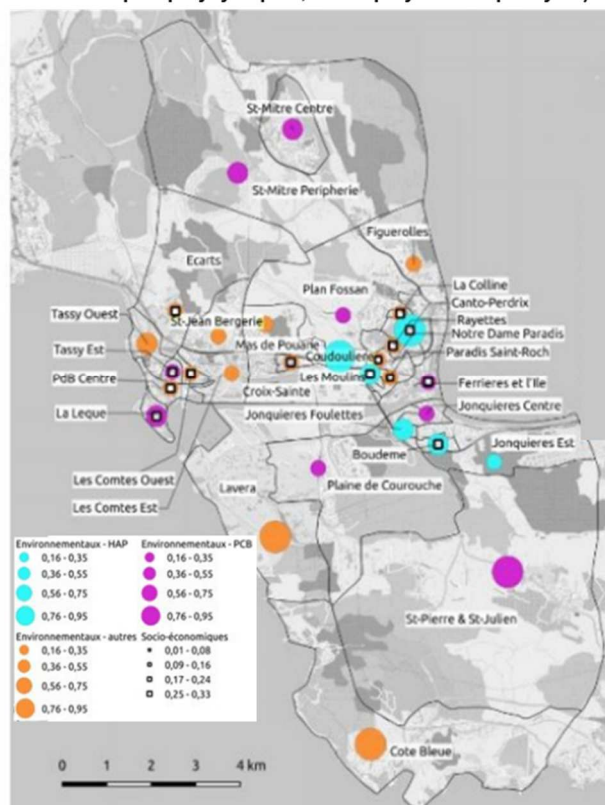 St-Mitre Centre
St-Mitre Peripherie
Figuerolles
Ecarts
La Colline
Plan Fossan
Canto-Perdrix
Tassy Ouest
St-Jean Bergerie
Rayettes
Notre Dame Paradis
Tassy Est
Mas de Pouane
Coudouliere
Paradis Saint-Roch
PdB Centre
Les Moulins
Croix-Sainte
Ferrieres et l'Ile
La Leque
Jonquieres Foulettes
Jonquieres Centre
Jonquieres Est
Boudeme
Les Comtes Ouest
Lavera
Plaine de Courouche
Les Comtes Est
Environnementaux - HAP
0,16 - 0,35
0,36 - 0,55
0,56 - 0,75
0,76 - 0,95
Environnementaux - PCB
0,16 - 0,35
0,36 - 0,55
0,56 - 0,75
0,76 - 0,95
St-Pierre & St-Julien
Environnementaux - autres
0,16 - 0,35
0,36 - 0,55
0,56 - 0,75
0,76 - 0,95
Socio-économiques
0,01 - 0,08
0,09 - 0,16
0,17 - 0,24
0,25 - 0,33
Cote Bleue
0 1 2 3 4 km